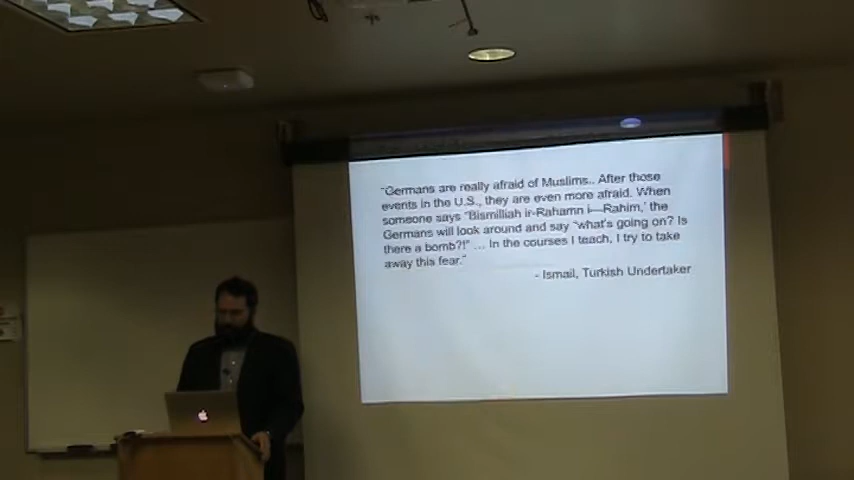 "Germans are really afraid of Muslims.. After those
events in the U.S., they are even more afraid. When
someone says "Bismillah ir-Rahamn i—Rahim,' the
Germans will look around and say "what's going on? Is
there a bomb?!" ... In the courses I teach, I try to take
away this fear."
- Ismail, Turkish Undertaker